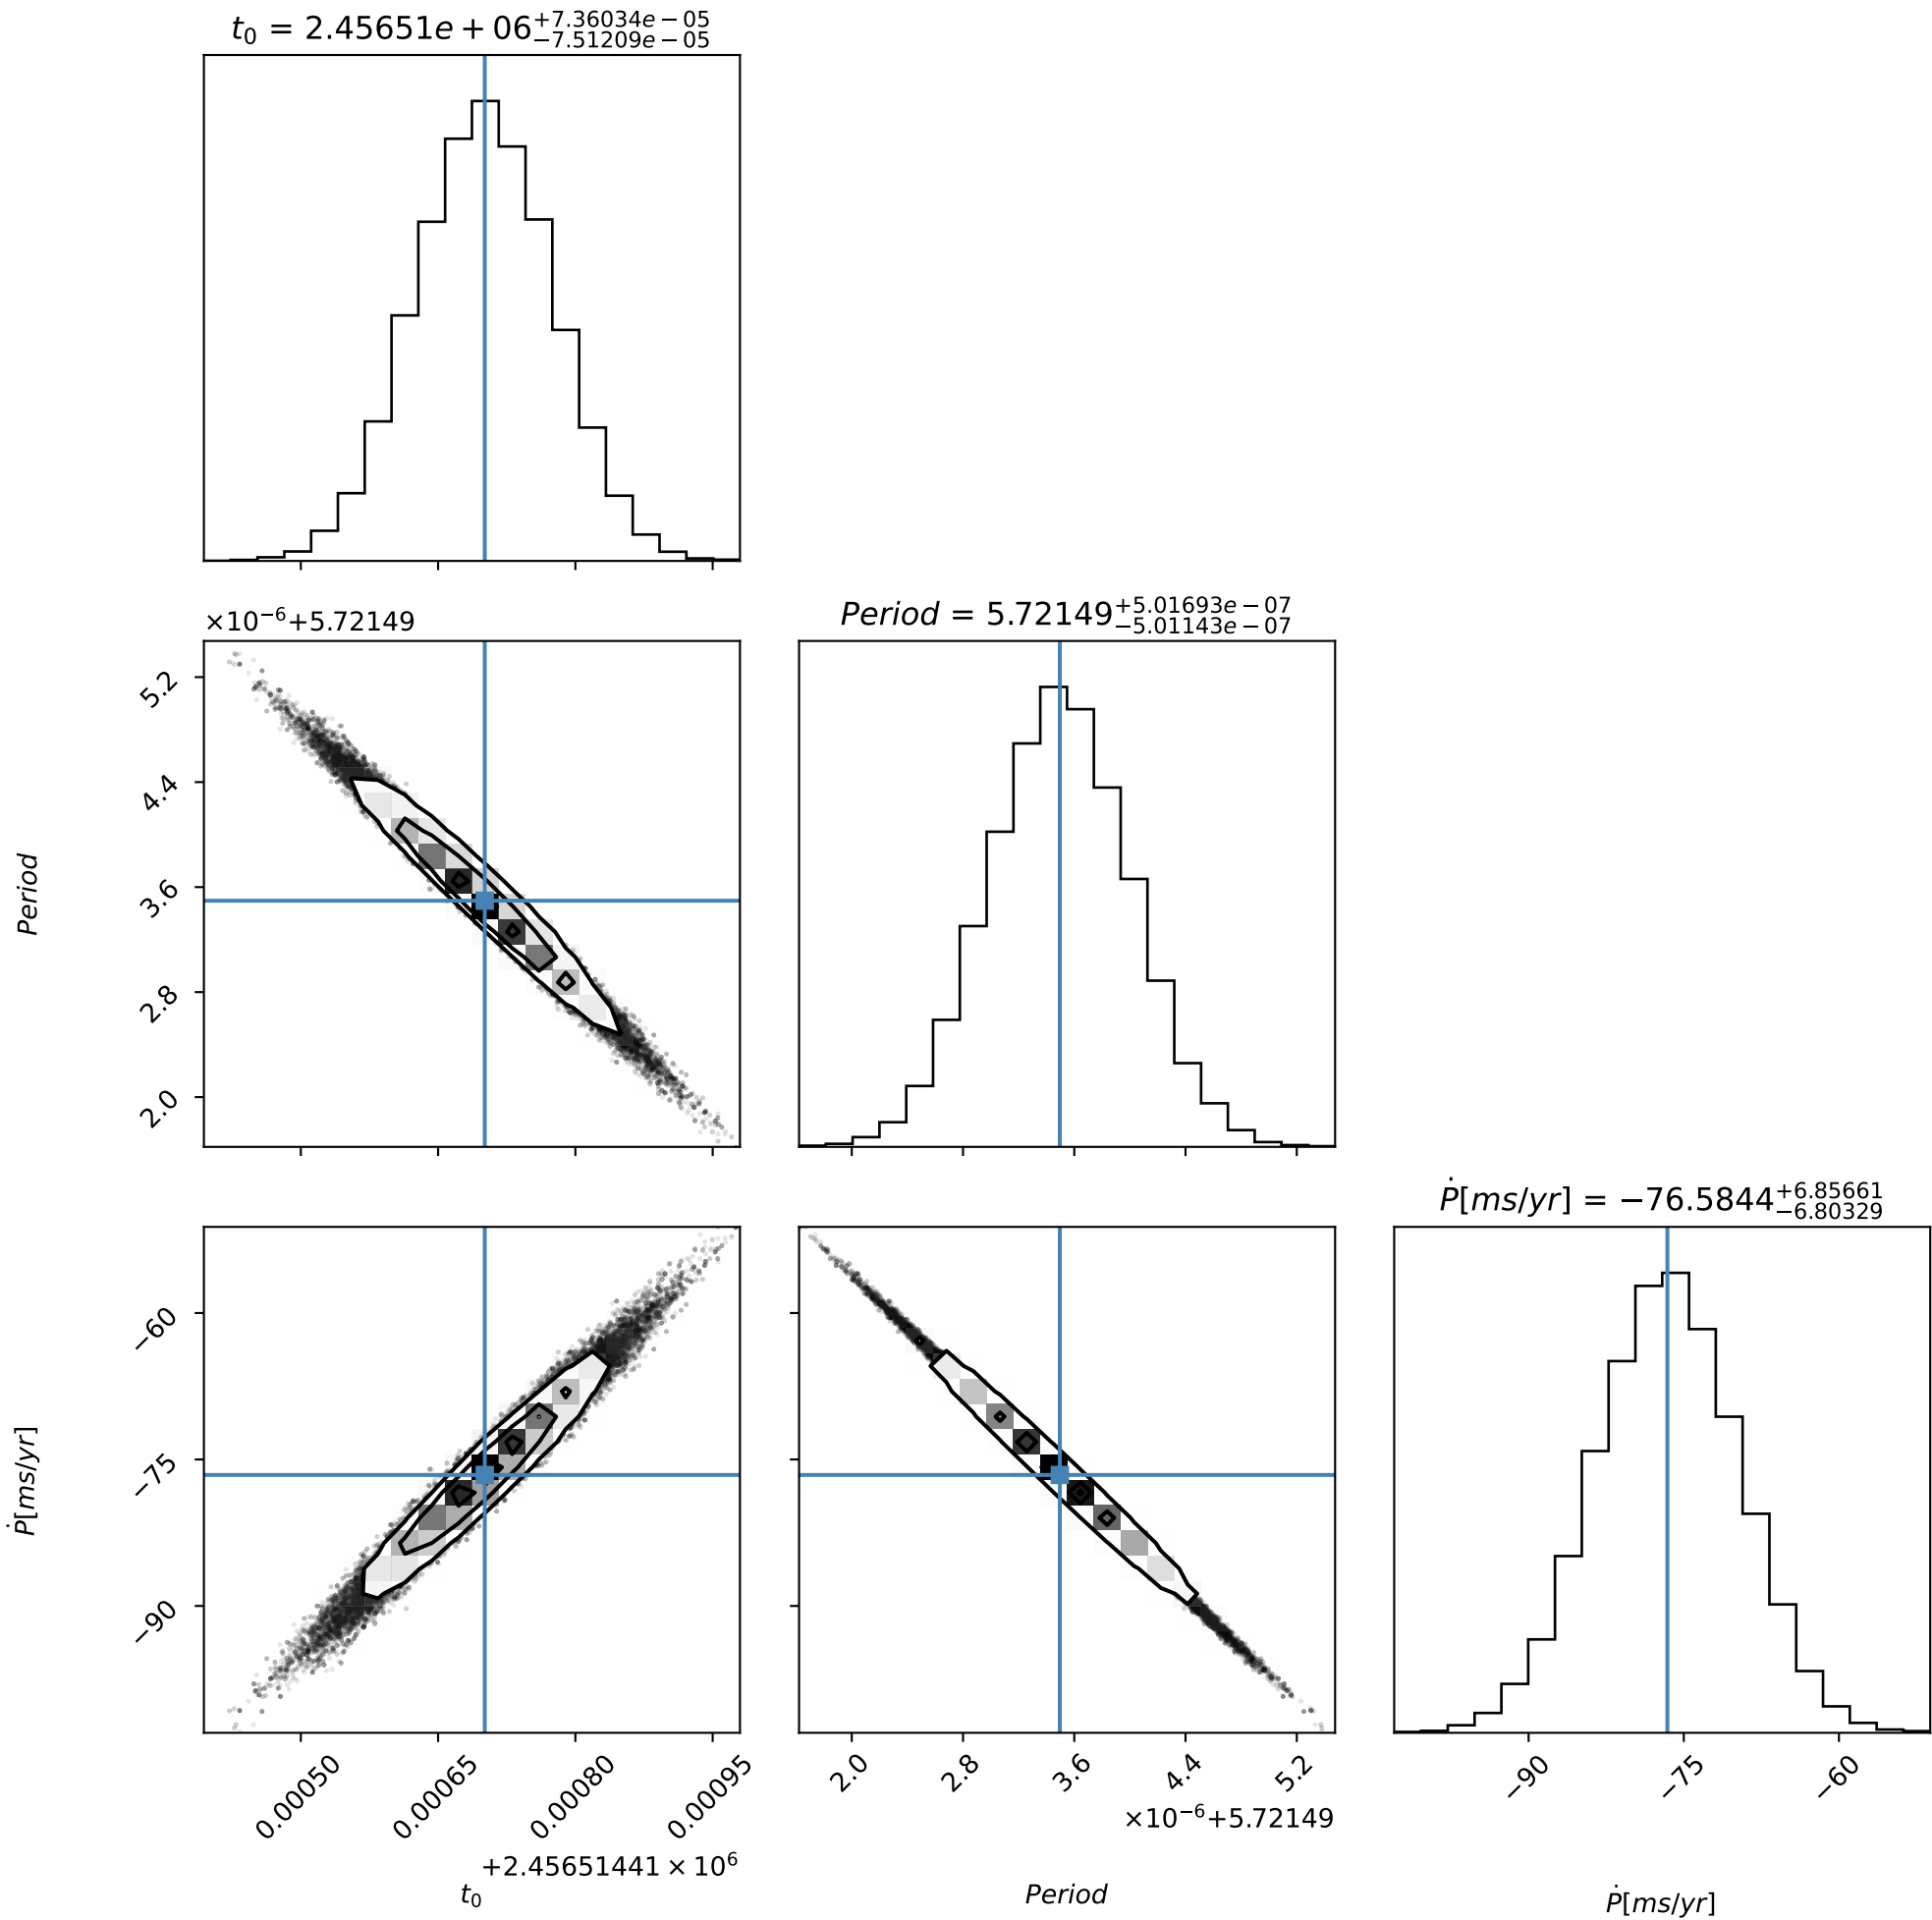 t₀ = 2.45651e + 06 +7.36034e − 05 −7.51209e − 05
×10⁻⁶+5.72149
Period = 5.72149 +5.01693e − 07 −5.01143e − 07
5.2
4.4
3.6
2.8
2.0
Period
Ṗ[ms/yr] = −76.5844 +6.85661 −6.80329
−60
−75
−90
Ṗ[ms/yr]
0.00050 0.00065 0.00080 0.00095
+2.45651441 × 10⁶
t₀
2.0 2.8 3.6 4.4 5.2
×10⁻⁶+5.72149
Period
−90 −75 −60
Ṗ[ms/yr]